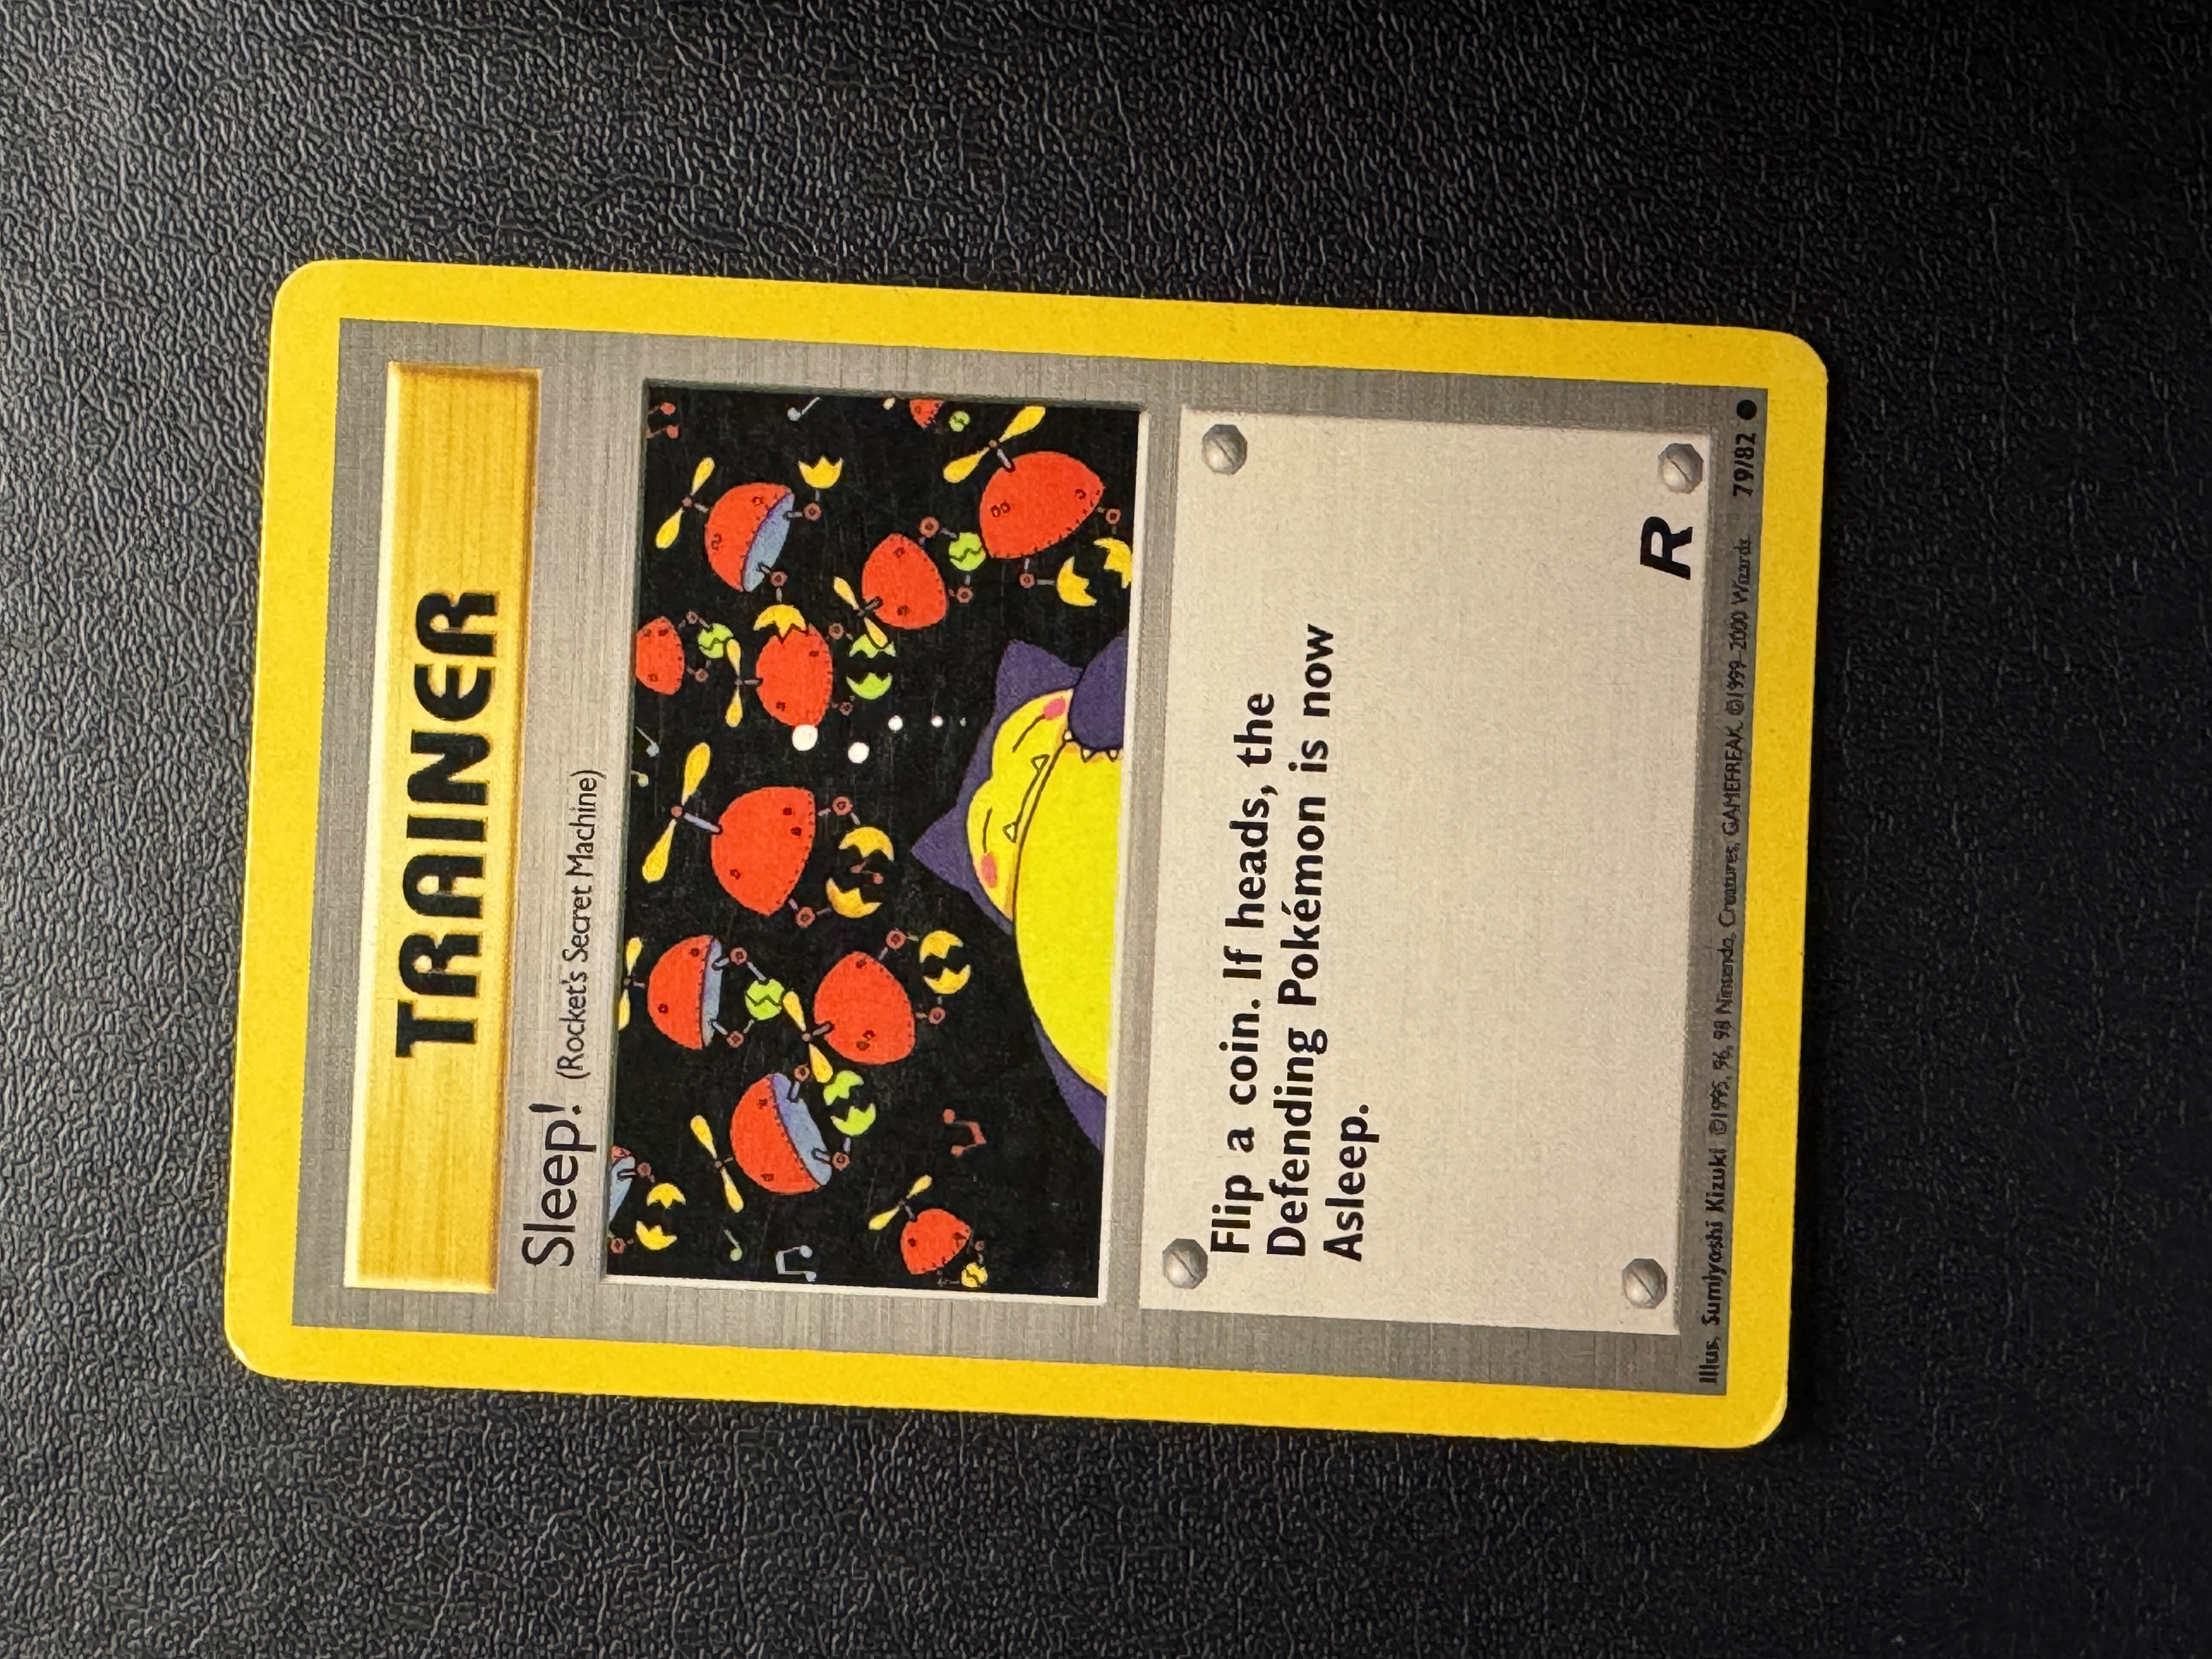 TRAINER
Sleep! (Rocket's Secret Machine)
Flip a coin. If heads, the
Defending Pokémon is now
Asleep.
R
Illus. Sumiyoshi Kizuki ©1995, 96, 98 Nintendo, Creatures, GAMEFREAK. ©1999-2000 Wizards. 79/82 ●